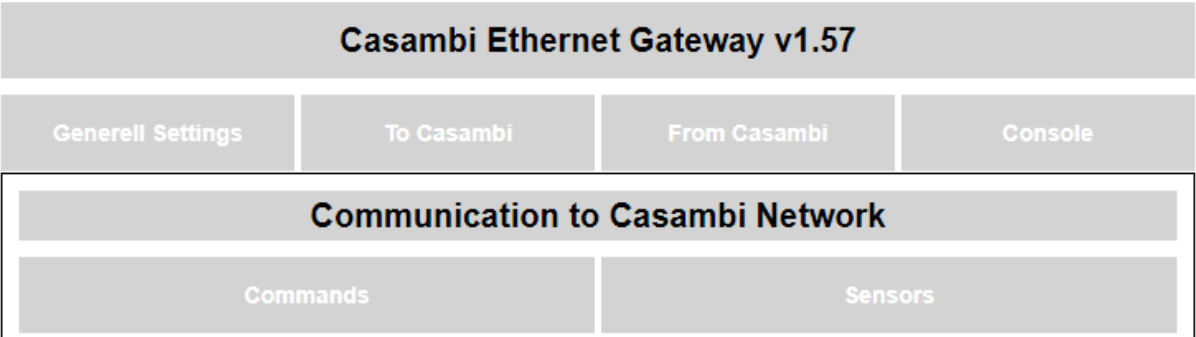 Casambi Ethernet Gateway v1.57
Generell Settings To Casambi From Casambi Console
Communication to Casambi Network
Commands Sensors